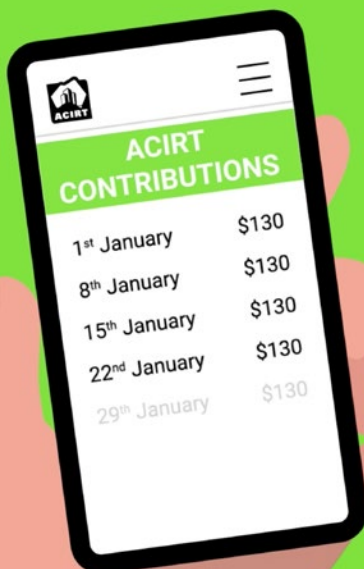 ACIRT
ACIRT
CONTRIBUTIONS
1st January $130
8th January $130
15th January $130
22nd January $130
29th January $130